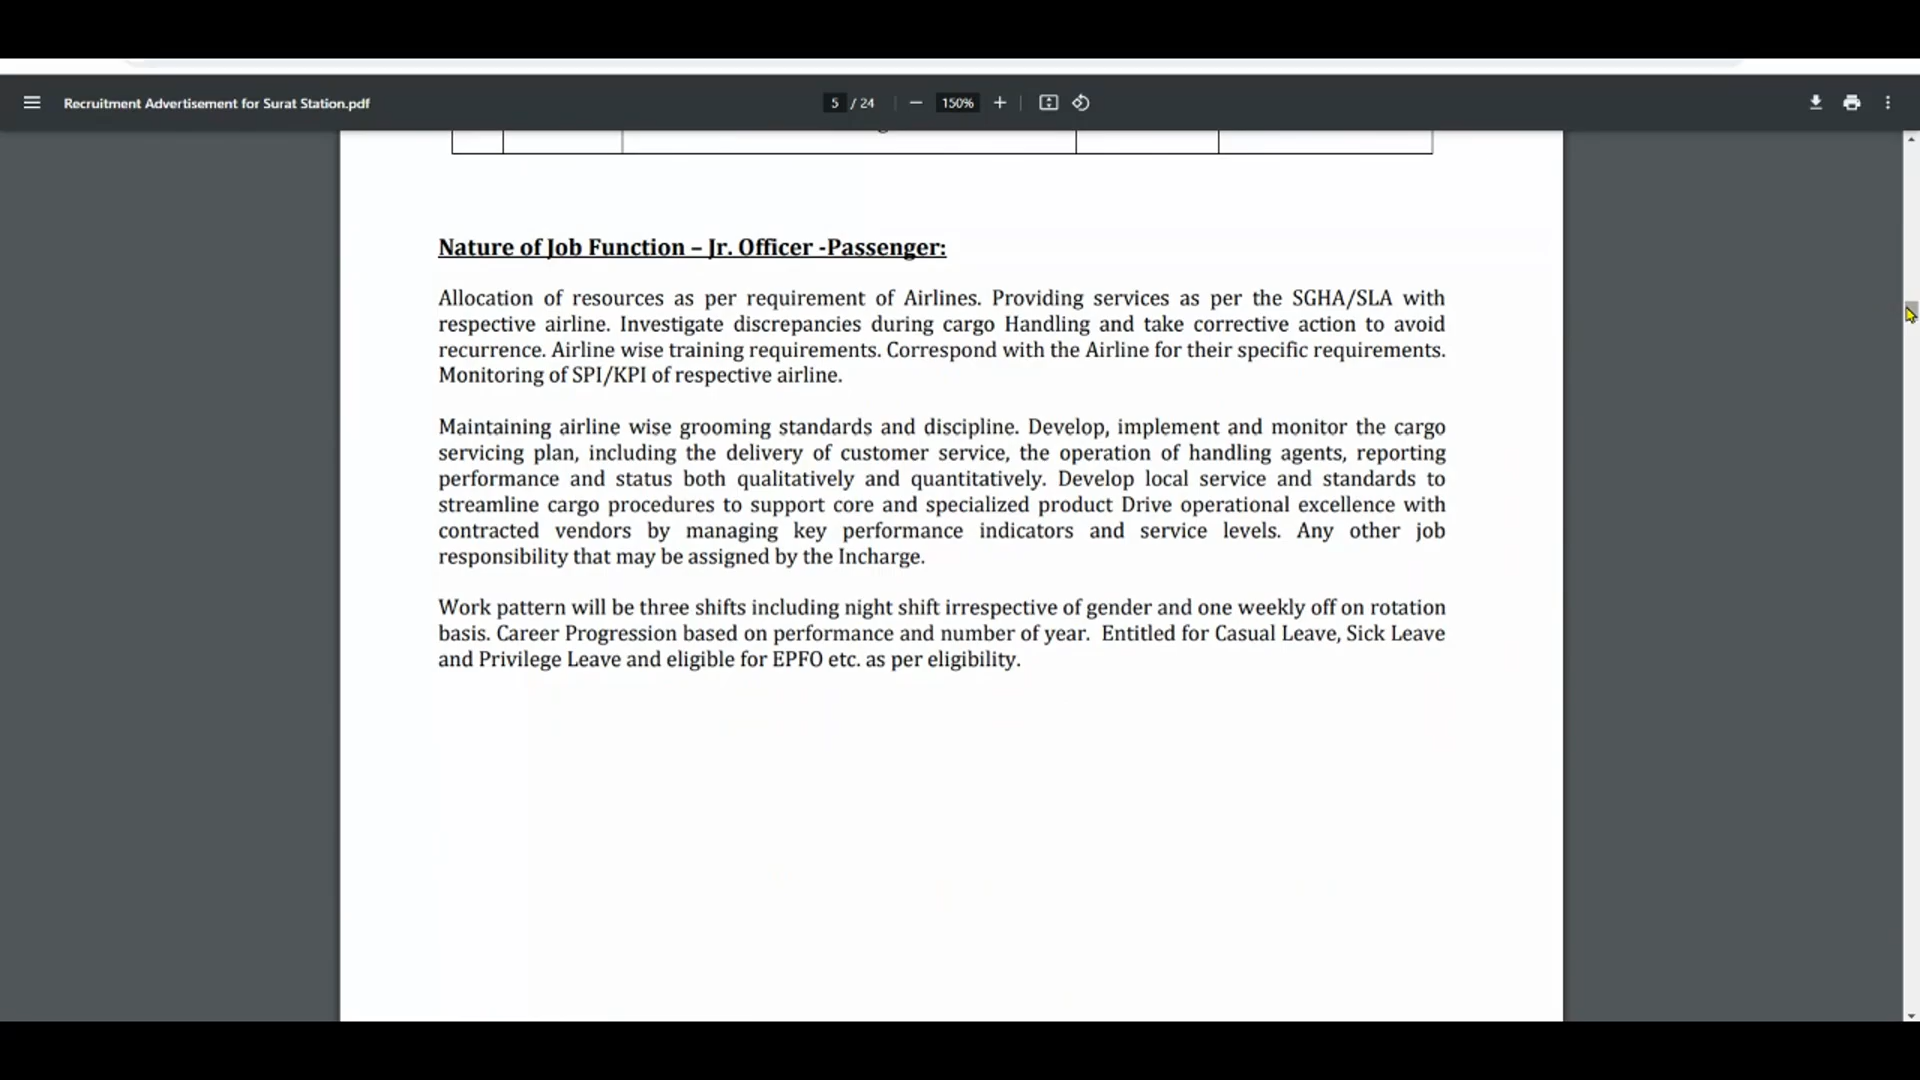 Recruitment Advertisement for Surat Station.pdf
5 / 24
150%
Nature of Job Function – Jr. Officer -Passenger:
Allocation of resources as per requirement of Airlines. Providing services as per the SGHA/SLA with
respective airline. Investigate discrepancies during cargo Handling and take corrective action to avoid
recurrence. Airline wise training requirements. Correspond with the Airline for their specific requirements.
Monitoring of SPI/KPI of respective airline.
Maintaining airline wise grooming standards and discipline. Develop, implement and monitor the cargo
servicing plan, including the delivery of customer service, the operation of handling agents, reporting
performance and status both qualitatively and quantitatively. Develop local service and standards to
streamline cargo procedures to support core and specialized product Drive operational excellence with
contracted vendors by managing key performance indicators and service levels. Any other job
responsibility that may be assigned by the Incharge.
Work pattern will be three shifts including night shift irrespective of gender and one weekly off on rotation
basis. Career Progression based on performance and number of year.  Entitled for Casual Leave, Sick Leave
and Privilege Leave and eligible for EPFO etc. as per eligibility.